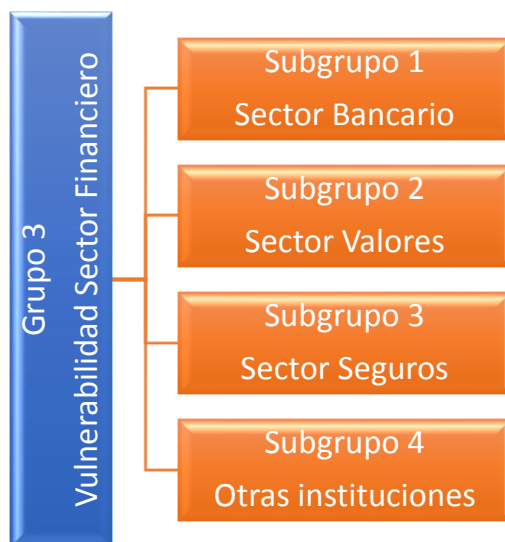 Grupo 3
Vulnerabilidad Sector Financiero
Subgrupo 1
Sector Bancario
Subgrupo 2
Sector Valores
Subgrupo 3
Sector Seguros
Subgrupo 4
Otras instituciones